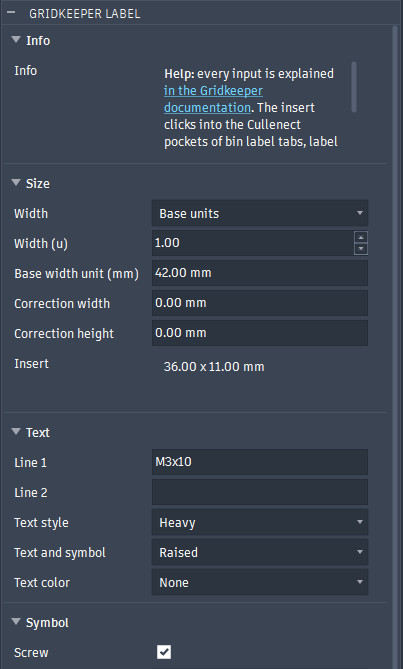 GRIDKEEPER LABEL
Info
Info
Help: every input is explained
in the Gridkeeper
documentation. The insert
clicks into the Cullenect
pockets of bin label tabs, label
Size
Width Base units
Width (u) 1.00
Base width unit (mm) 42.00 mm
Correction width 0.00 mm
Correction height 0.00 mm
Insert 36.00 x 11.00 mm
Text
Line 1 M3x10
Line 2
Text style Heavy
Text and symbol Raised
Text color None
Symbol
Screw